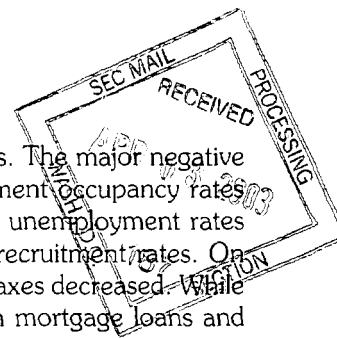 SEC MAIL
RECEIVED
PROCESSING
s. The major negative
ment occupancy rates
unemployment rates
recruitment rates. On
axes decreased. While
a mortgage loans and